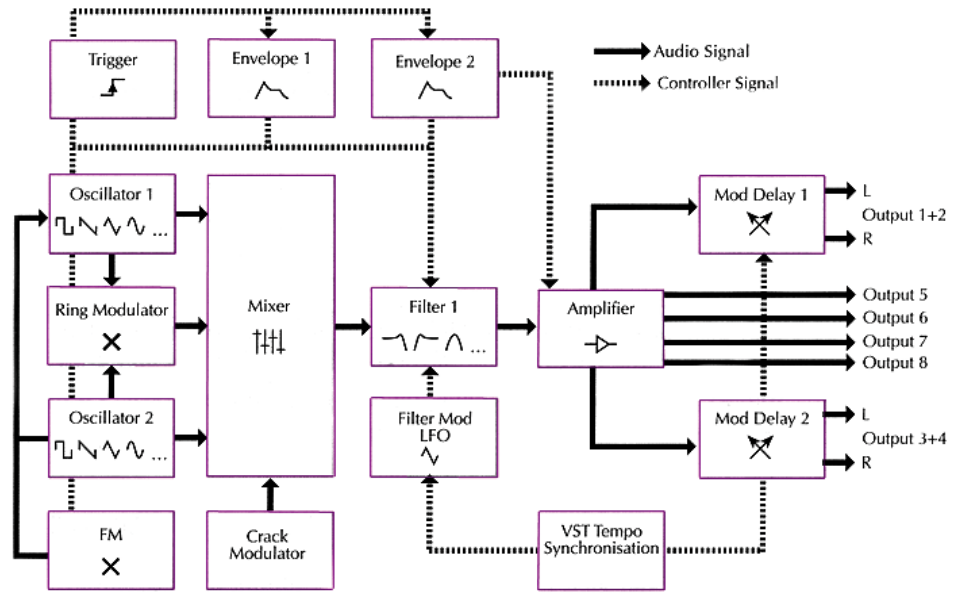 Trigger
Envelope 1
Envelope 2
Audio Signal
Controller Signal
Oscillator 1
...
Mixer
Mod Delay 1
L
Output 1+2
R
Ring Modulator
Filter 1
...
Amplifier
Output 5
Output 6
Output 7
Output 8
Oscillator 2
...
Filter Mod
LFO
Mod Delay 2
L
Output 3+4
R
FM
Crack
Modulator
VST Tempo
Synchronisation